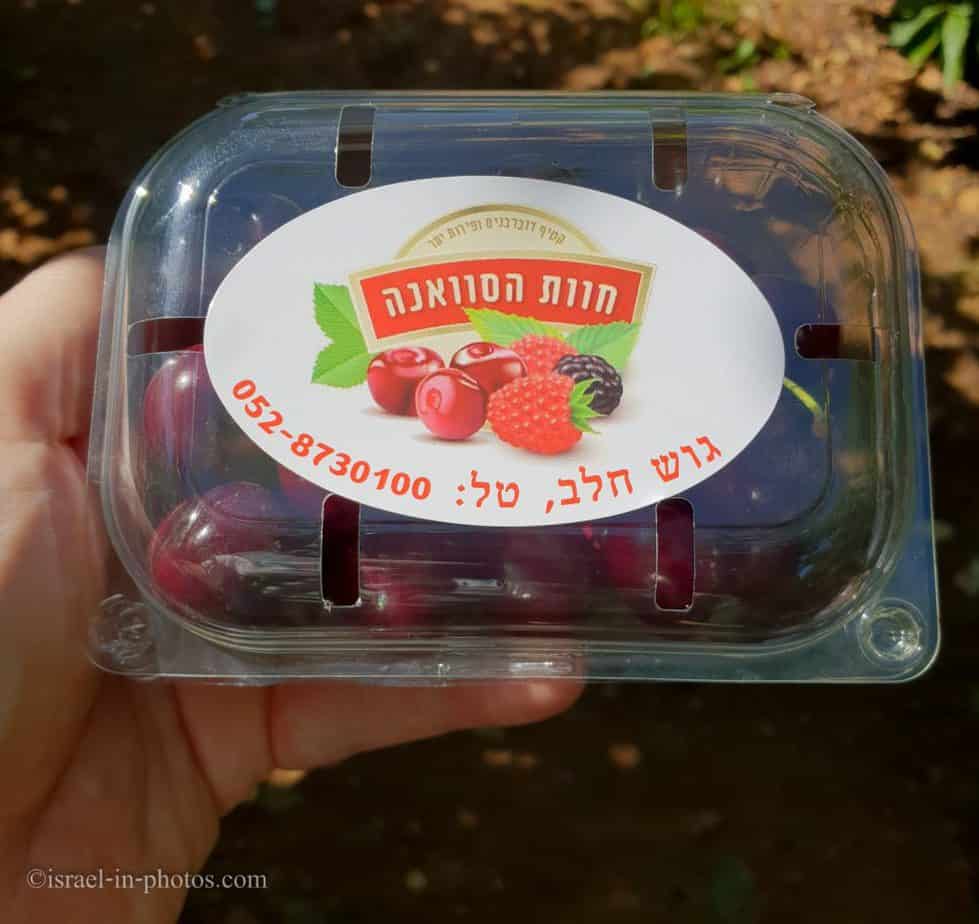 קטיף דובדבנים ופירות יער
חוות הסוואנה
גוש חלב, טל: 052-8730100
©israel-in-photos.com